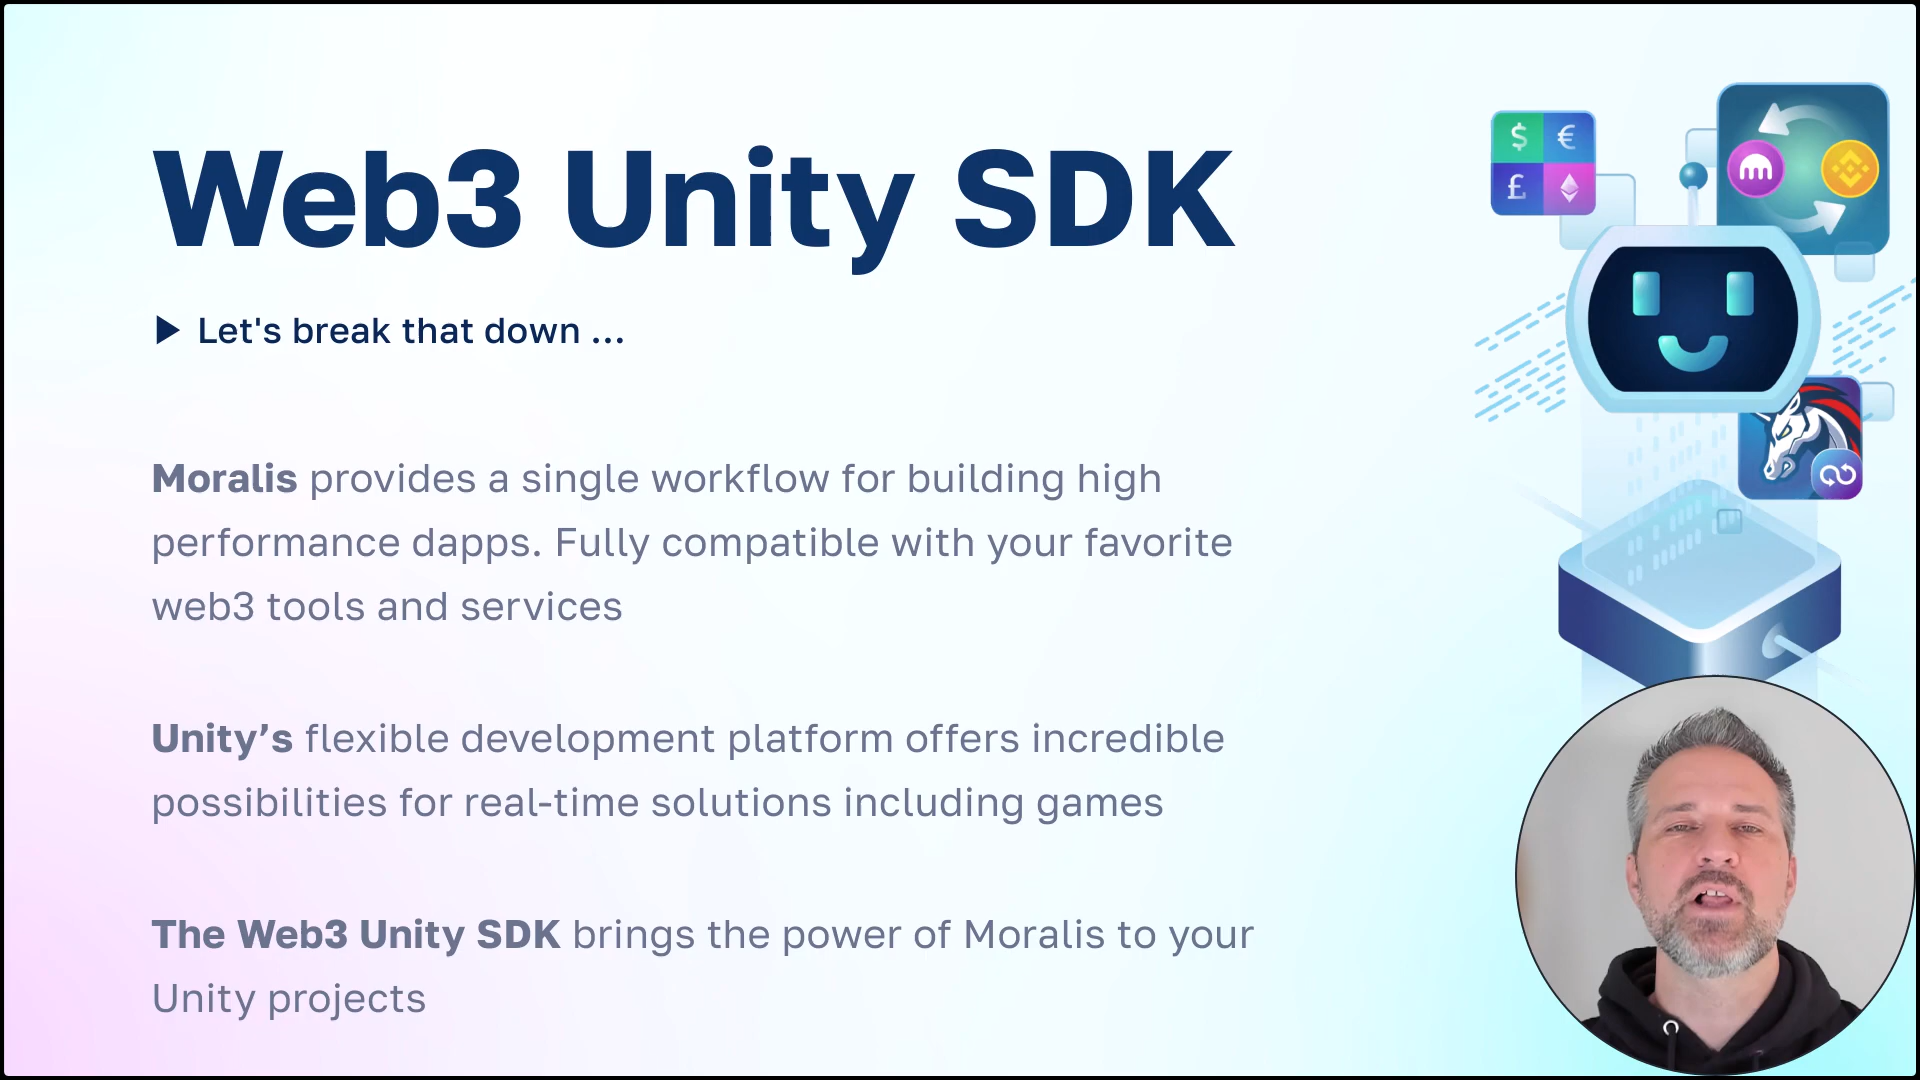 Web3 Unity SDK
▶ Let's break that down ...
Moralis provides a single workflow for building high
performance dapps. Fully compatible with your favorite
web3 tools and services
Unity’s flexible development platform offers incredible
possibilities for real-time solutions including games
The Web3 Unity SDK brings the power of Moralis to your
Unity projects
$ €
£